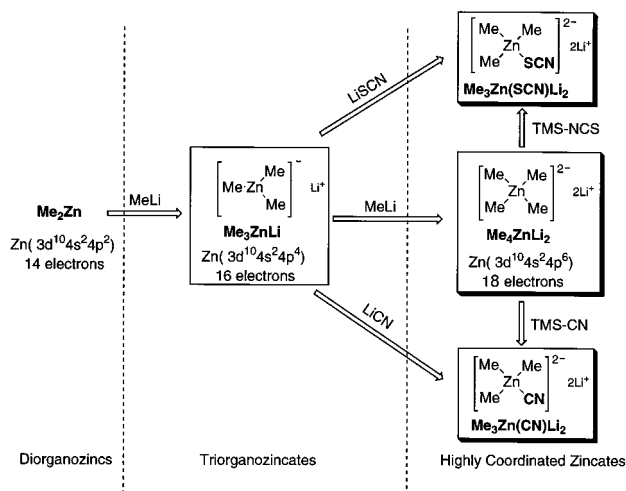 Me₂Zn
Zn( 3d¹⁰4s²4p²)
14 electrons
MeLi
Me Zn Me Me ⁻ Li⁺
Me₃ZnLi
Zn( 3d¹⁰4s²4p⁴)
16 electrons
LiSCN
MeLi
LiCN
Me Me Zn Me SCN 2− 2Li⁺
Me₃Zn(SCN)Li₂
TMS-NCS
Me Me Zn Me Me 2− 2Li⁺
Me₄ZnLi₂
Zn( 3d¹⁰4s²4p⁶)
18 electrons
TMS-CN
Me Me Zn Me CN 2− 2Li⁺
Me₃Zn(CN)Li₂
Diorganozincs
Triorganozincates
Highly Coordinated Zincates